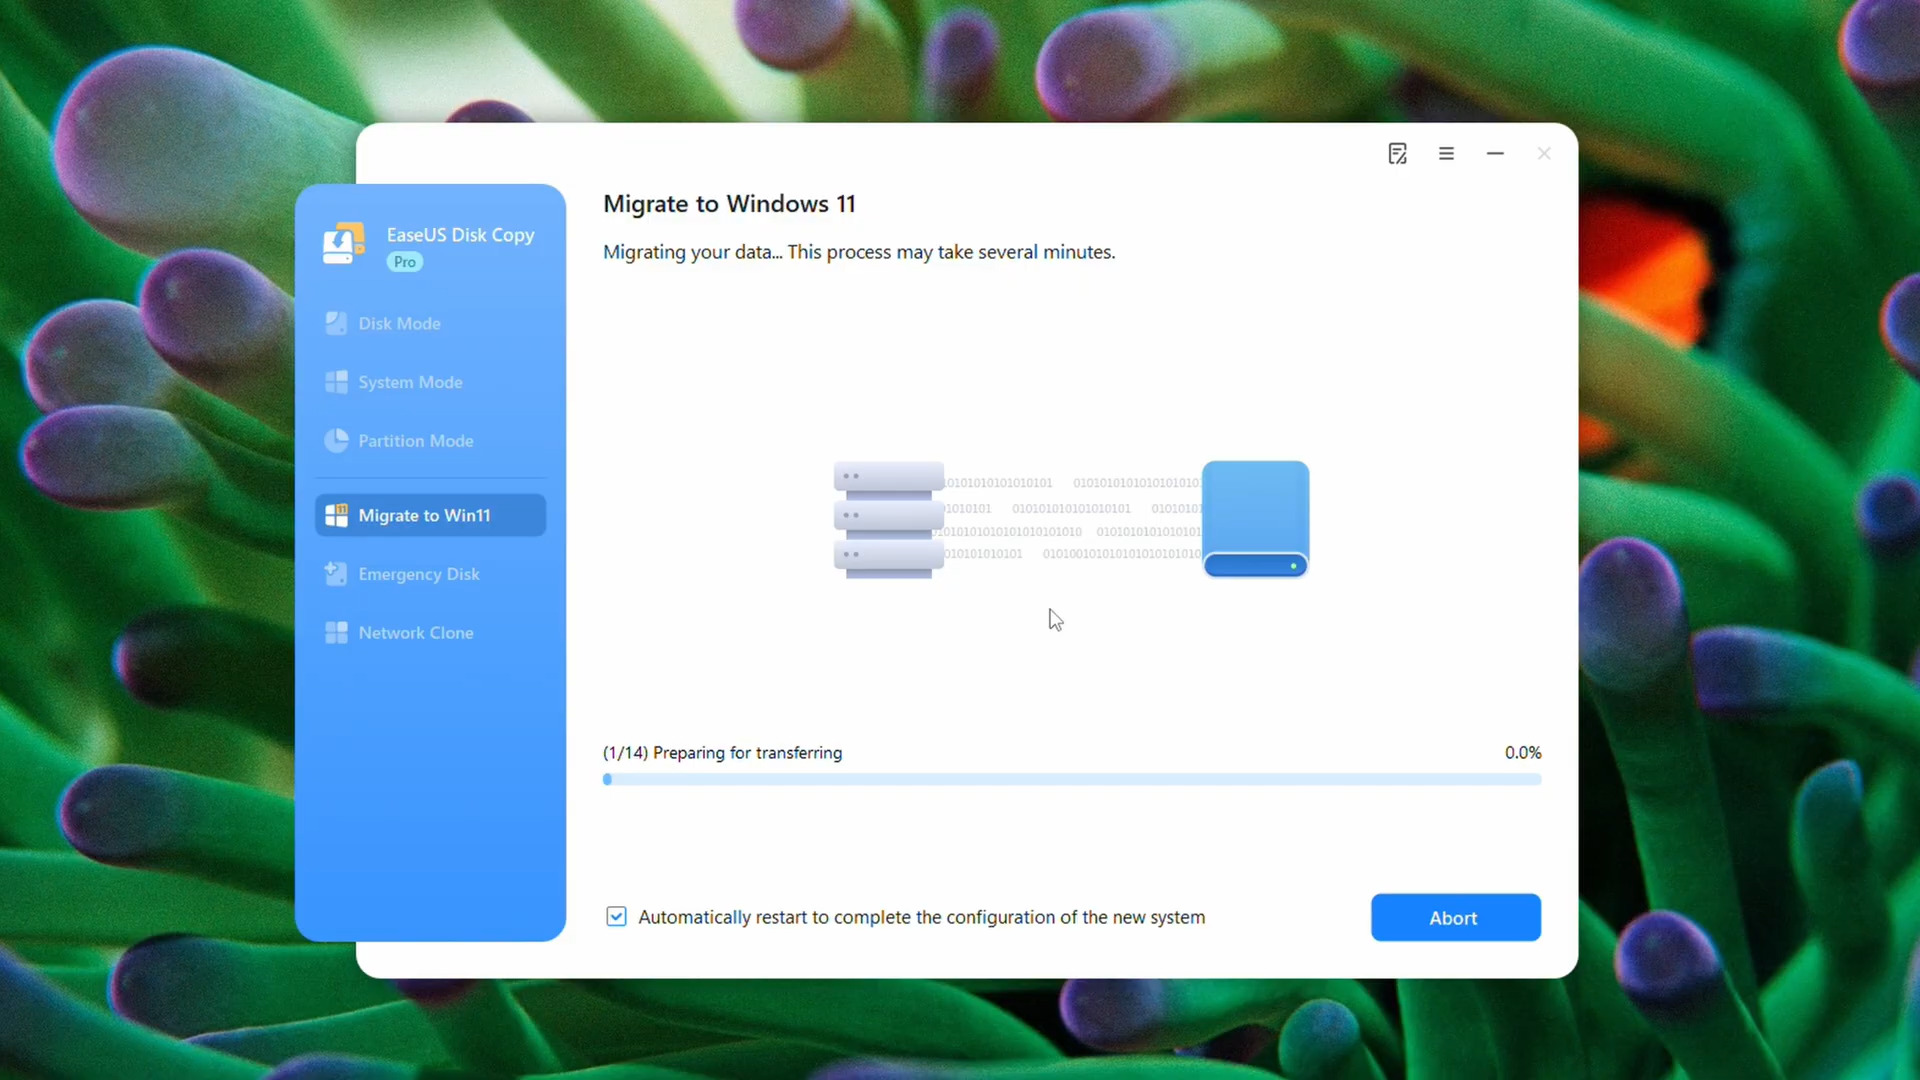 EaseUS Disk Copy
Pro
Disk Mode
System Mode
Partition Mode
Migrate to Win11
Emergency Disk
Network Clone
Migrate to Windows 11
Migrating your data... This process may take several minutes.
(1/14) Preparing for transferring
0.0%
Automatically restart to complete the configuration of the new system
Abort